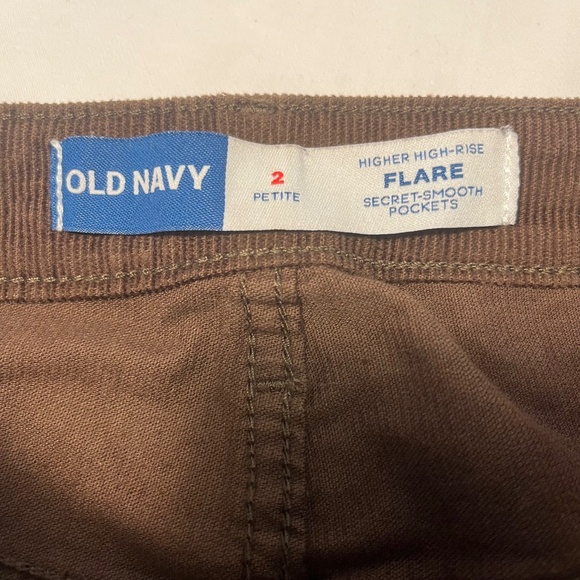 OLD NAVY
2
PETITE
HIGHER HIGH-RISE
FLARE
SECRET-SMOOTH
POCKETS